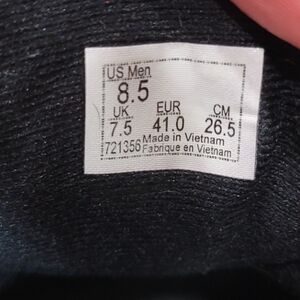 US Men
8.5
UK EUR CM
7.5 41.0 26.5
Made in Vietnam
721356 Fabrique en Vietnam